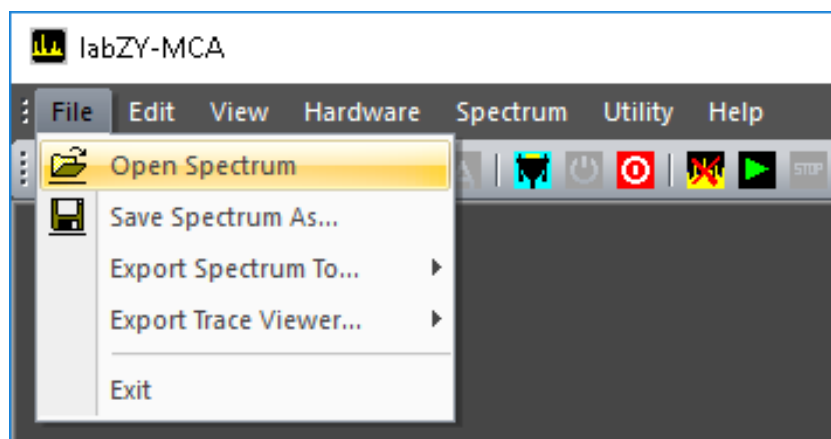 labZY-MCA
File Edit View Hardware Spectrum Utility Help
Open Spectrum
STOP
Save Spectrum As...
Export Spectrum To...
Export Trace Viewer...
Exit